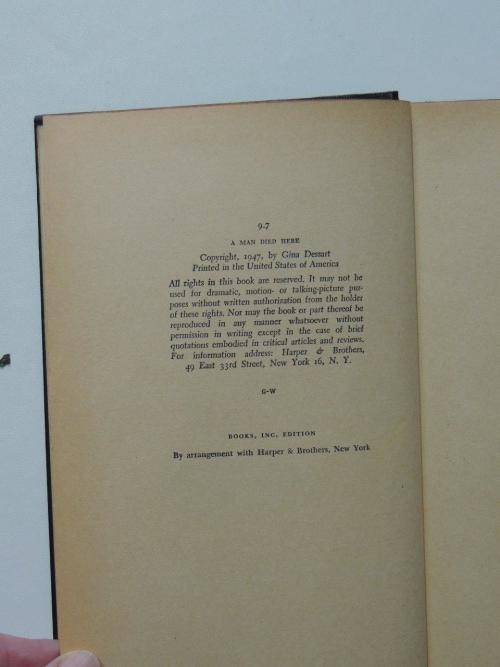 9-7
A MAN DIED HERE
Copyright, 1947, by Gina Dessart
Printed in the United States of America
All rights in this book are reserved. It may not be
used for dramatic, motion- or talking-picture pur-
poses without written authorization from the holder
of these rights. Nor may the book or part thereof be
reproduced in any manner whatsoever without
permission in writing except in the case of brief
quotations embodied in critical articles and reviews.
For information address: Harper & Brothers,
49 East 33rd Street, New York 16, N. Y.
G-W
BOOKS, INC. EDITION
By arrangement with Harper & Brothers, New York